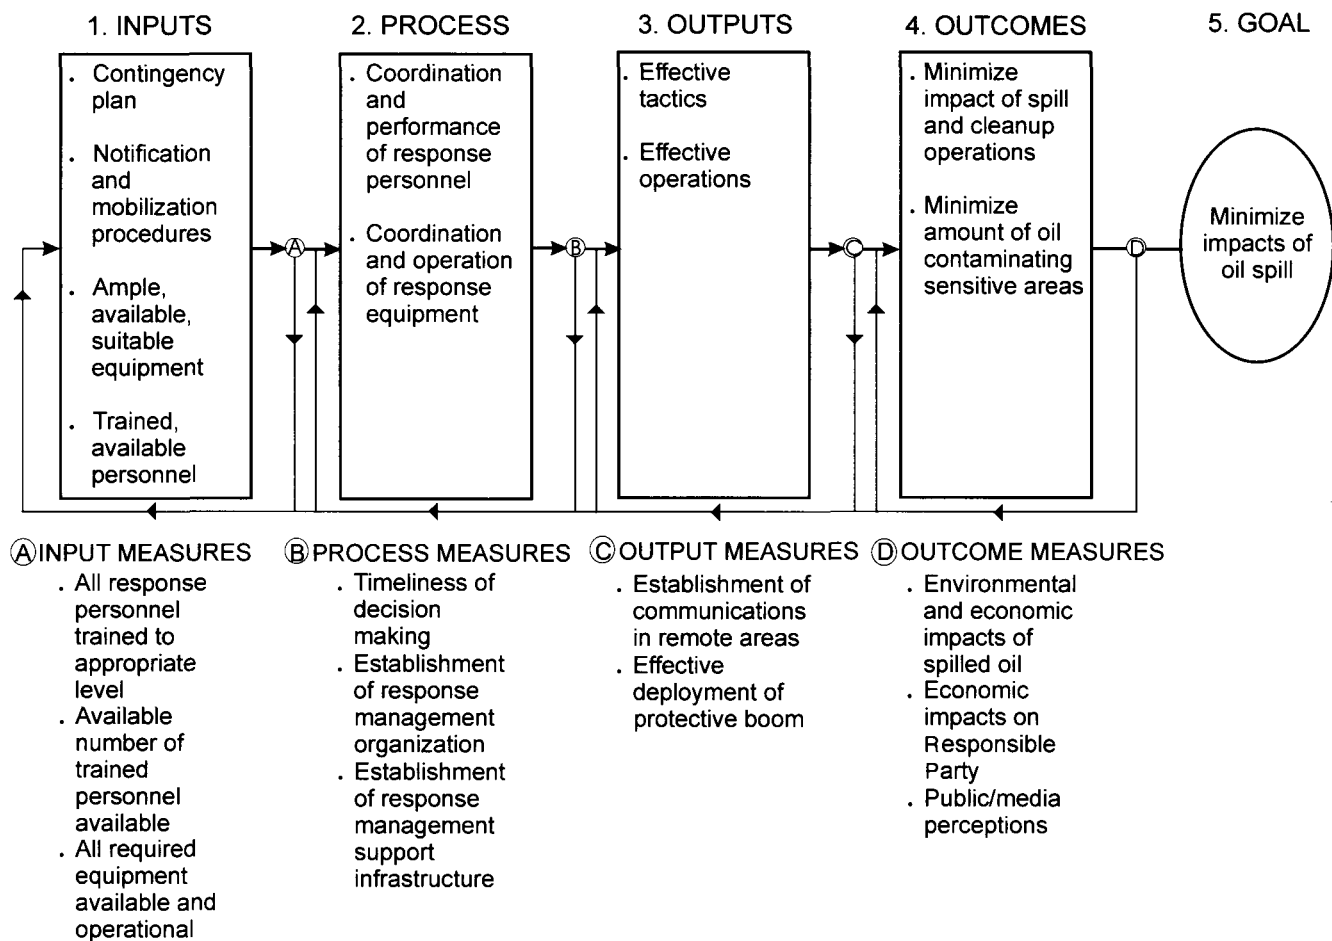 1. INPUTS
2. PROCESS
3. OUTPUTS
4. OUTCOMES
5. GOAL
. Contingency
plan
. Notification
and
mobilization
procedures
. Ample,
available,
suitable
equipment
. Trained,
available
personnel
. Coordination
and
performance
of response
personnel
. Coordination
and operation
of response
equipment
. Effective
tactics
. Effective
operations
. Minimize
impact of spill
and cleanup
operations
. Minimize
amount of oil
contaminating
sensitive areas
Minimize
impacts of
oil spill
A
B
C
D
A INPUT MEASURES
. All response
personnel
trained to
appropriate
level
. Available
number of
trained
personnel
available
. All required
equipment
available and
operational
B PROCESS MEASURES
. Timeliness of
decision
making
. Establishment
of response
management
organization
. Establishment
of response
management
support
infrastructure
C OUTPUT MEASURES
. Establishment of
communications
in remote areas
. Effective
deployment of
protective boom
D OUTCOME MEASURES
. Environmental
and economic
impacts of
spilled oil
. Economic
impacts on
Responsible
Party
. Public/media
perceptions